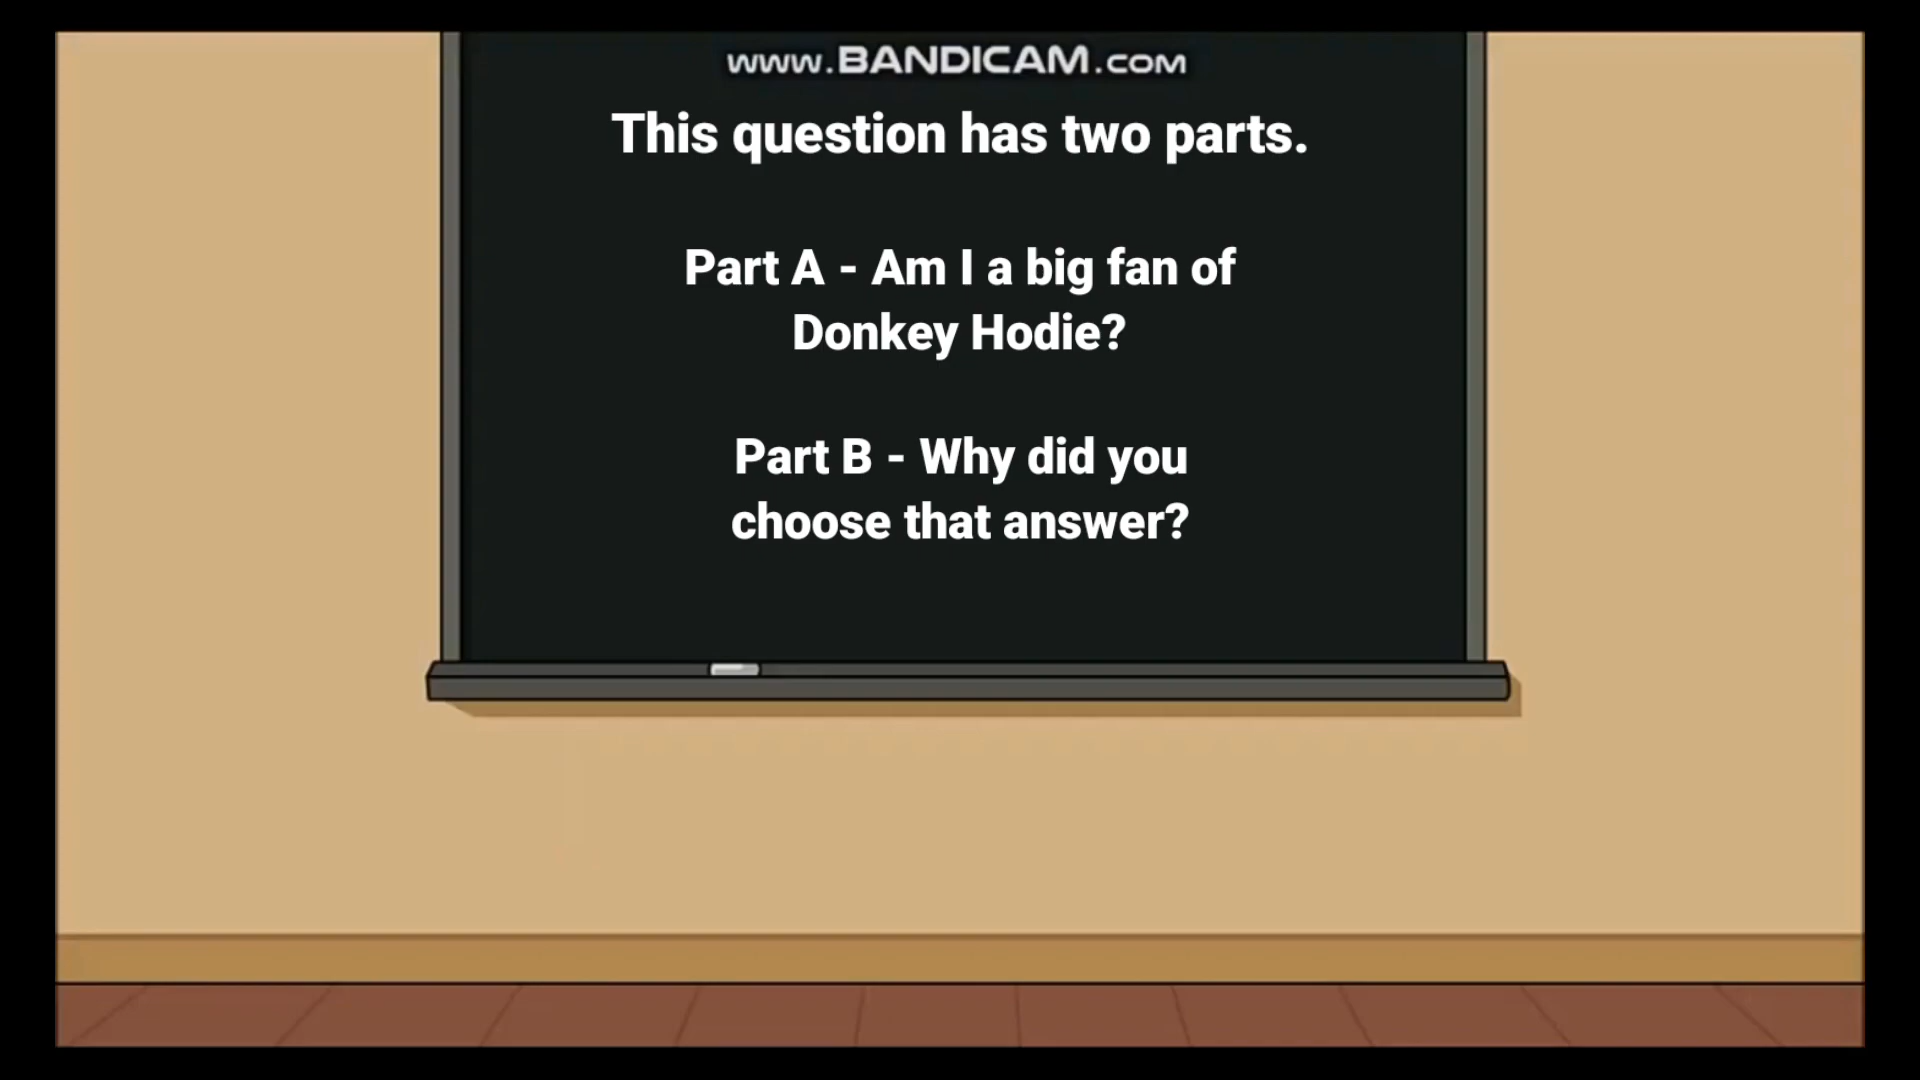 www.BANDICAM.com
This question has two parts.
Part A - Am I a big fan of
Donkey Hodie?
Part B - Why did you
choose that answer?